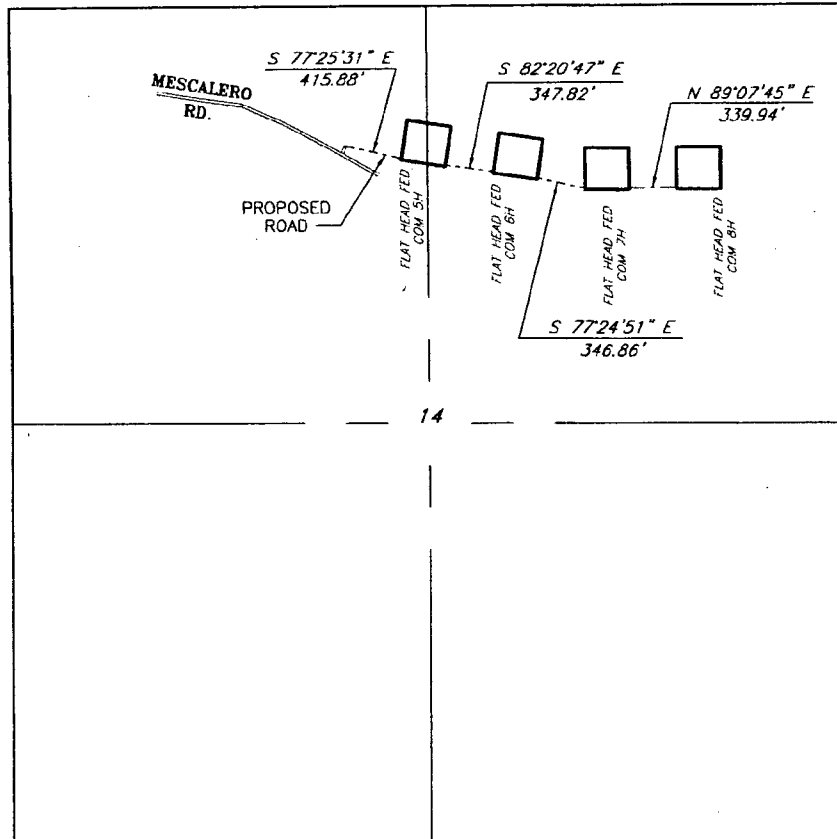 S 77°25'31" E
415.88'
S 82°20'47" E
347.82'
N 89°07'45" E
339.94'
MESCALERO
RD.
PROPOSED
ROAD
FLAT HEAD FED
COM 5H
FLAT HEAD FED
COM 6H
FLAT HEAD FED
COM 7H
FLAT HEAD FED
COM 8H
S 77°24'51" E
346.86'
14